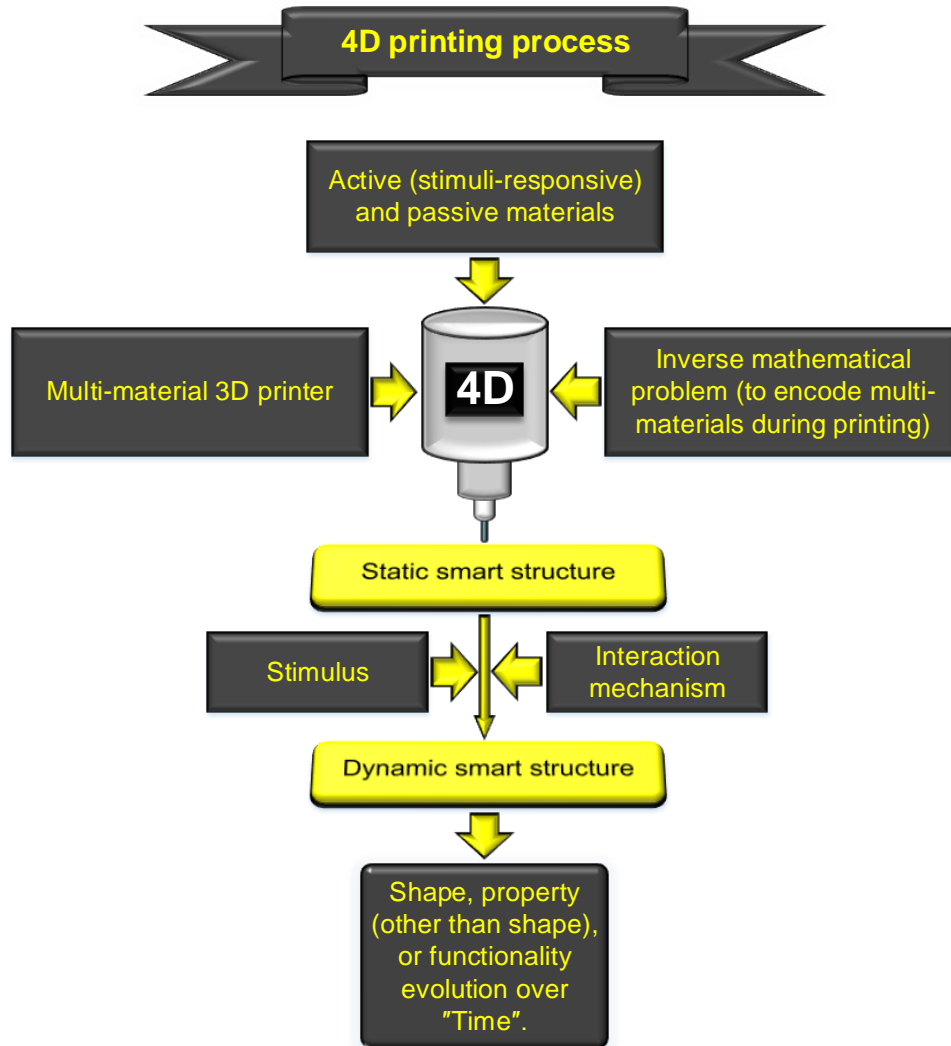 4D printing process
Active (stimuli-responsive)
and passive materials
Multi-material 3D printer
4D
Inverse mathematical
problem (to encode multi-
materials during printing)
Static smart structure
Stimulus
Interaction
mechanism
Dynamic smart structure
Shape, property
(other than shape),
or functionality
evolution over
"Time".